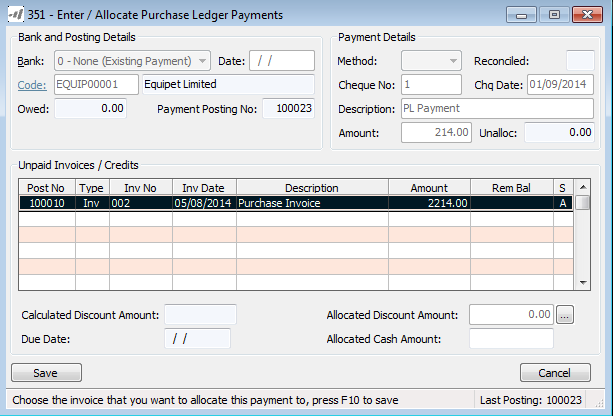 351 - Enter / Allocate Purchase Ledger Payments
Bank and Posting Details
Bank: 0 - None (Existing Payment) Date: / /
Code: EQUIP00001 Equipet Limited
Owed: 0.00 Payment Posting No: 100023
Payment Details
Method: Reconciled:
Cheque No: 1 Chq Date: 01/09/2014
Description: PL Payment
Amount: 214.00 Unalloc: 0.00
Unpaid Invoices / Credits
Post No Type Inv No Inv Date Description Amount Rem Bal S
100010 Inv 002 05/08/2014 Purchase Invoice 2214.00 A
Calculated Discount Amount: Allocated Discount Amount: 0.00 ...
Due Date: / / Allocated Cash Amount:
Save Cancel
Choose the invoice that you want to allocate this payment to, press F10 to save Last Posting: 100023